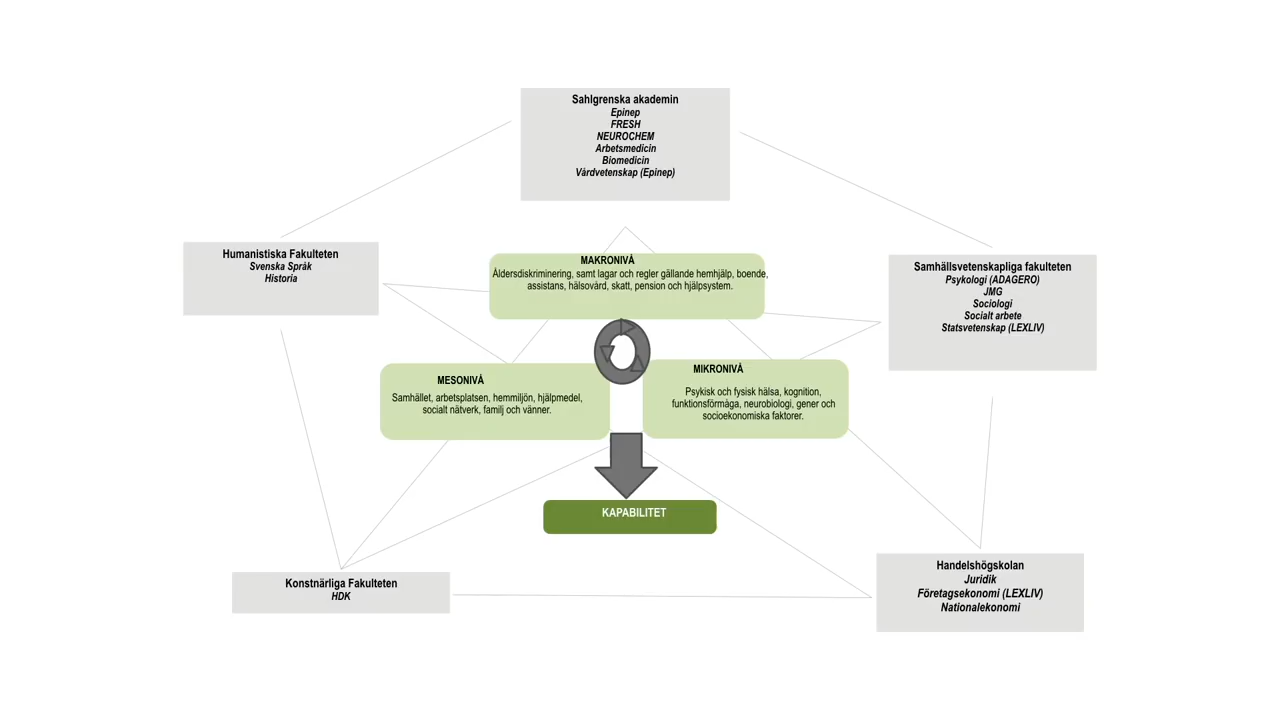 Sahlgrenska akademin
Epinep
FRESH
NEUROCHEM
Arbetsmedicin
Biomedicin
Vårdvetenskap (Epinep)
Humanistiska Fakulteten
Svenska Språk
Historia
MAKRONIVÅ
Åldersdiskriminering, samt lagar och regler gällande hemhjälp, boende,
assistans, hälsovård, skatt, pension och hjälpsystem.
Samhällsvetenskapliga fakulteten
Psykologi (ADAGERO)
JMG
Sociologi
Socialt arbete
Statsvetenskap (LEXLIV)
MESONIVÅ
Samhället, arbetsplatsen, hemmiljön, hjälpmedel,
socialt nätverk, familj och vänner.
MIKRONIVÅ
Psykisk och fysisk hälsa, kognition,
funktionsförmåga, neurobiologi, gener och
socioekonomiska faktorer.
KAPABILITET
Konstnärliga Fakulteten
HDK
Handelshögskolan
Juridik
Företagsekonomi (LEXLIV)
Nationalekonomi